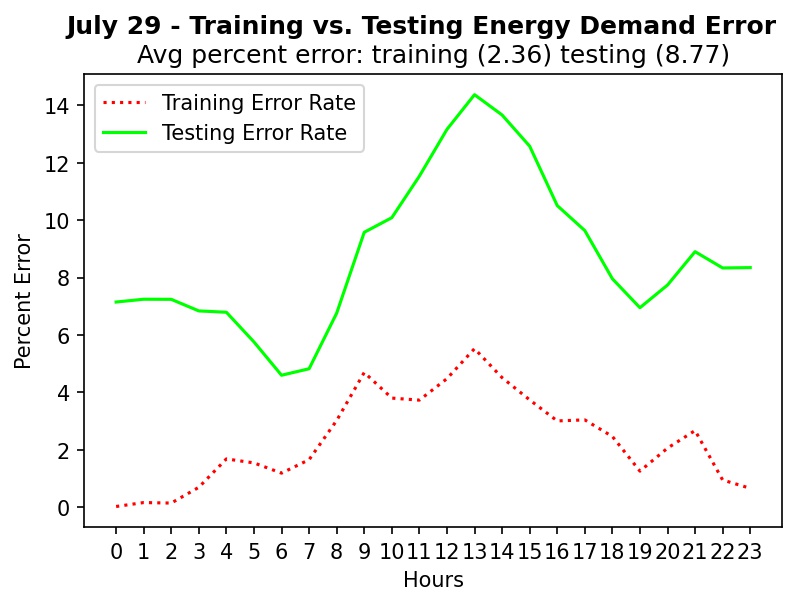 July 29 - Training vs. Testing Energy Demand Error
Avg percent error: training (2.36) testing (8.77)
Training Error Rate
Testing Error Rate
Percent Error
14
12
10
8
6
4
2
0
0 1 2 3 4 5 6 7 8 9 10 11 12 13 14 15 16 17 18 19 20 21 22 23
Hours